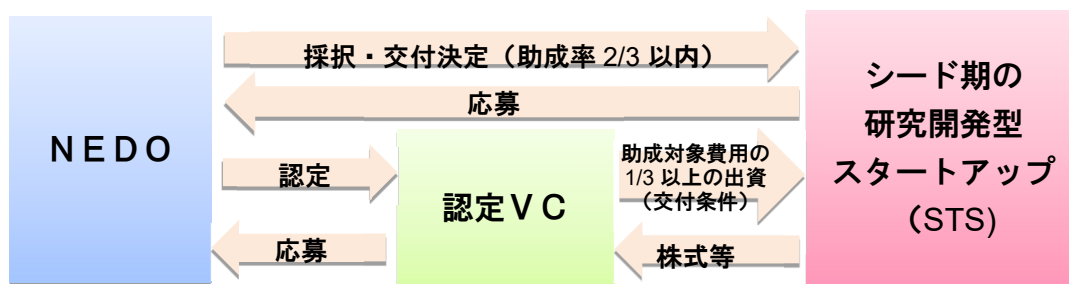 採択・交付決定（助成率 2/3 以内）
応募
ＮＥＤＯ
認定
応募
認定ＶＣ
助成対象費用の
1/3 以上の出資
（交付条件）
株式等
シード期の
研究開発型
スタートアップ
（STS)